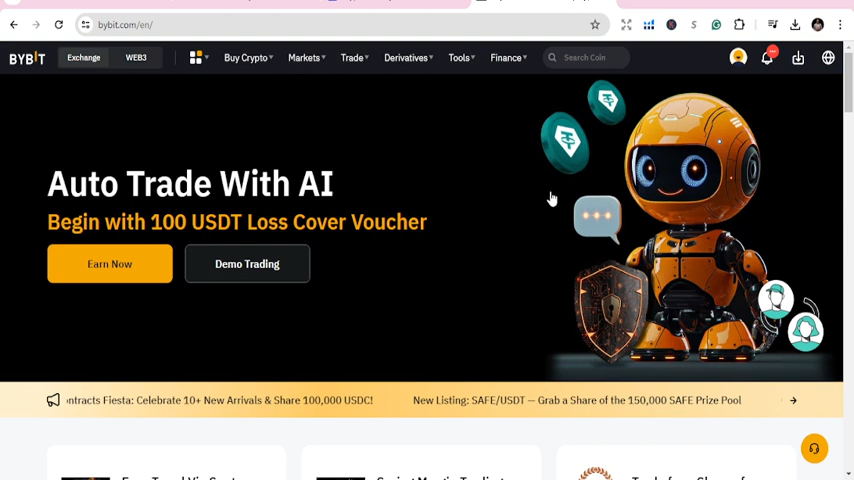 bybit.com/en/
BYBIT
Exchange
WEB3
Buy Crypto
Markets
Trade
Derivatives
Tools
Finance
Search Coin
Auto Trade With AI
Begin with 100 USDT Loss Cover Voucher
Earn Now
Demo Trading
ntracts Fiesta: Celebrate 10+ New Arrivals & Share 100,000 USDC!
New Listing: SAFE/USDT — Grab a Share of the 150,000 SAFE Prize Pool